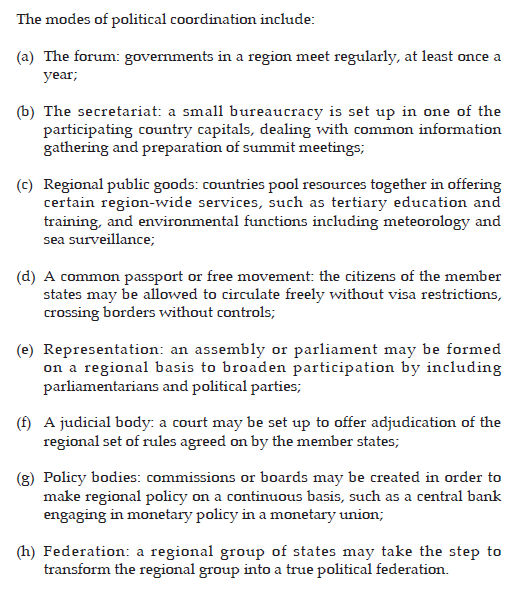 The modes of political coordination include:
(a) The forum: governments in a region meet regularly, at least once a
year;
(b) The secretariat: a small bureaucracy is set up in one of the
participating country capitals, dealing with common information
gathering and preparation of summit meetings;
(c) Regional public goods: countries pool resources together in offering
certain region-wide services, such as tertiary education and
training, and environmental functions including meteorology and
sea surveillance;
(d) A common passport or free movement: the citizens of the member
states may be allowed to circulate freely without visa restrictions,
crossing borders without controls;
(e) Representation: an assembly or parliament may be formed
on a regional basis to broaden participation by including
parliamentarians and political parties;
(f) A judicial body: a court may be set up to offer adjudication of the
regional set of rules agreed on by the member states;
(g) Policy bodies: commissions or boards may be created in order to
make regional policy on a continuous basis, such as a central bank
engaging in monetary policy in a monetary union;
(h) Federation: a regional group of states may take the step to
transform the regional group into a true political federation.